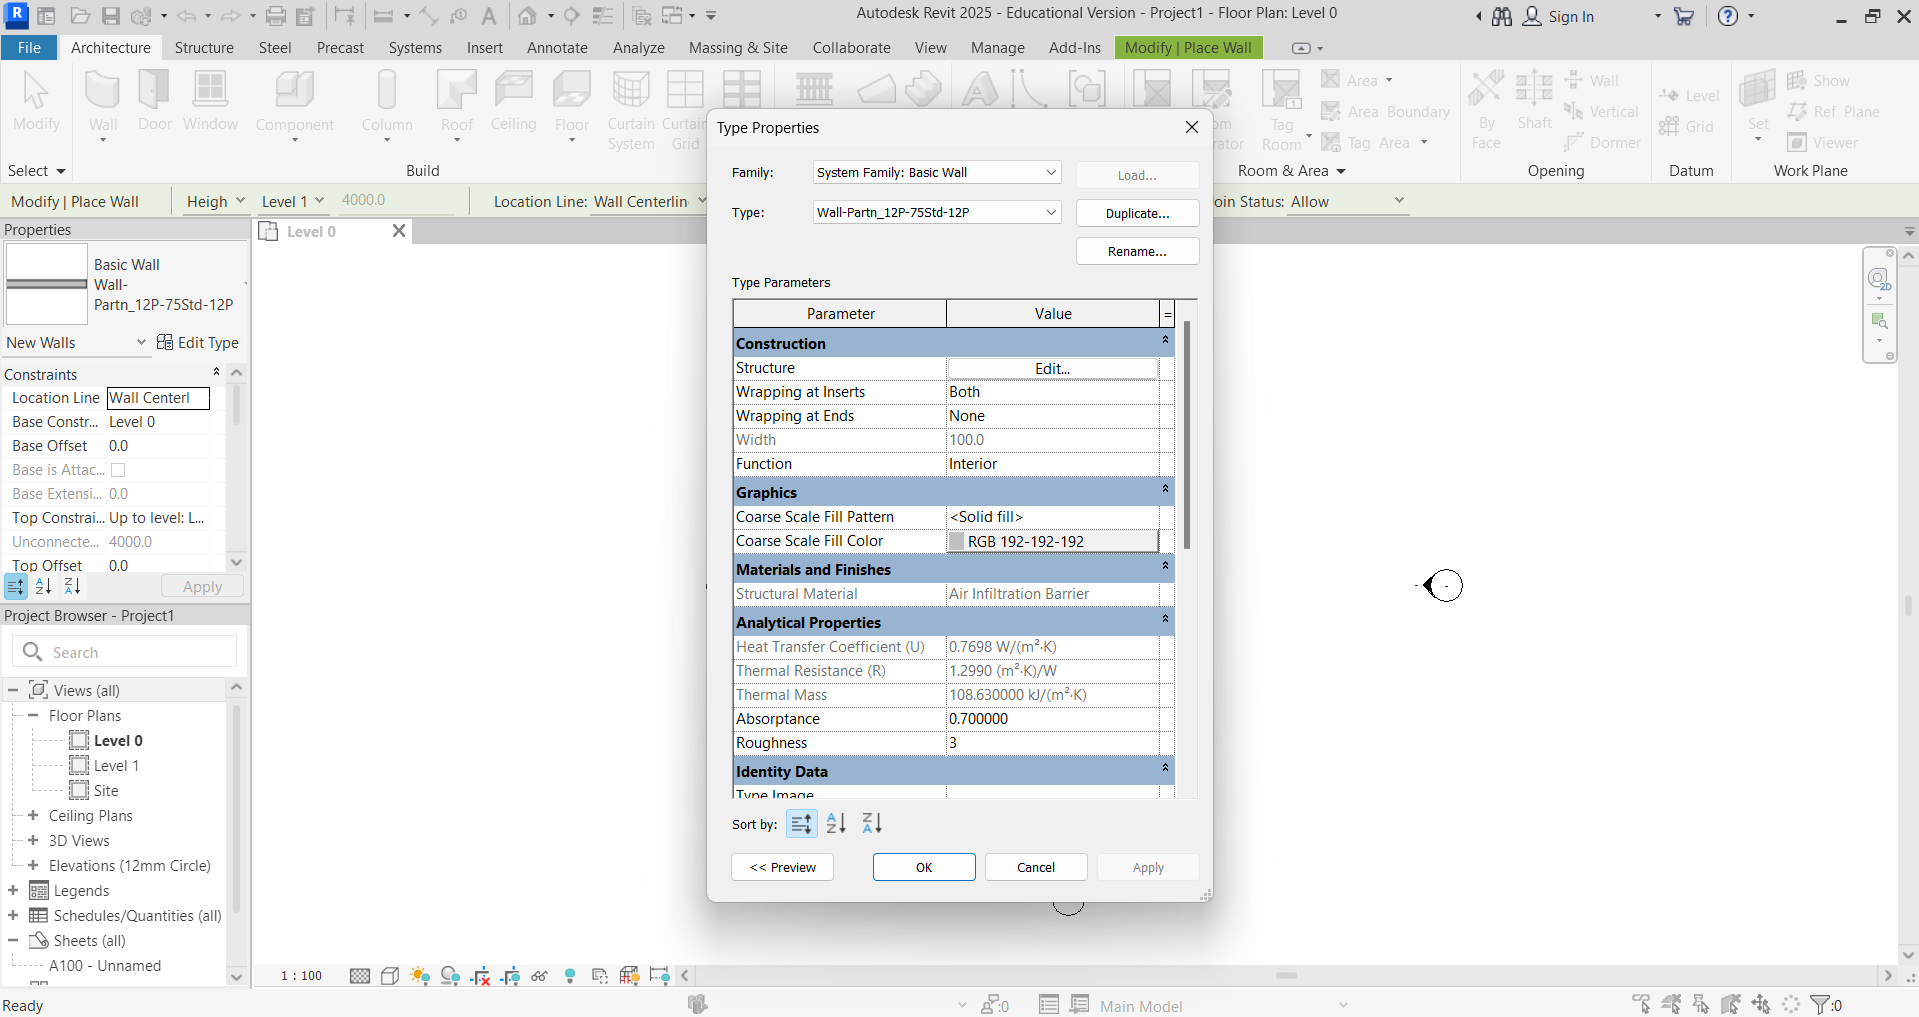 Autodesk Revit 2025 - Educational Version - Project1 - Floor Plan: Level 0
Sign In
File Architecture Structure Steel Precast Systems Insert Annotate Analyze Massing & Site Collaborate View Manage Add-Ins Modify | Place Wall
Modify Wall Door Window Component Column Roof Ceiling Floor Curtain System Curtain Grid
Tag Room
Area
Area Boundary
Tag Area
By Face Shaft
Wall
Vertical
Dormer
Level
Grid
Set
Show
Ref Plane
Viewer
Select Build Room & Area Opening Datum Work Plane
Modify | Place Wall Heigh Level 1 4000.0 Location Line: Wall Centerlin oin Status: Allow
Properties
Level 0
Basic Wall
Wall-
Partn_12P-75Std-12P
New Walls Edit Type
Constraints
Location Line Wall Centerl
Base Constr... Level 0
Base Offset 0.0
Base is Attac...
Base Extensi... 0.0
Top Constrai... Up to level: L...
Unconnecte... 4000.0
Top Offset 0.0
Apply
Project Browser - Project1
Search
Views (all)
Floor Plans
Level 0
Level 1
Site
Ceiling Plans
3D Views
Elevations (12mm Circle)
Legends
Schedules/Quantities (all)
Sheets (all)
A100 - Unnamed
Type Properties
Family: System Family: Basic Wall Load...
Type: Wall-Partn_12P-75Std-12P Duplicate...
Rename...
Type Parameters
Parameter Value =
Construction
Structure Edit...
Wrapping at Inserts Both
Wrapping at Ends None
Width 100.0
Function Interior
Graphics
Coarse Scale Fill Pattern <Solid fill>
Coarse Scale Fill Color RGB 192-192-192
Materials and Finishes
Structural Material Air Infiltration Barrier
Analytical Properties
Heat Transfer Coefficient (U) 0.7698 W/(m²·K)
Thermal Resistance (R) 1.2990 (m²·K)/W
Thermal Mass 108.630000 kJ/(m²·K)
Absorptance 0.700000
Roughness 3
Identity Data
Type Image
Sort by:
<< Preview OK Cancel Apply
2D
1 : 100
Ready
:0
Main Model
:0